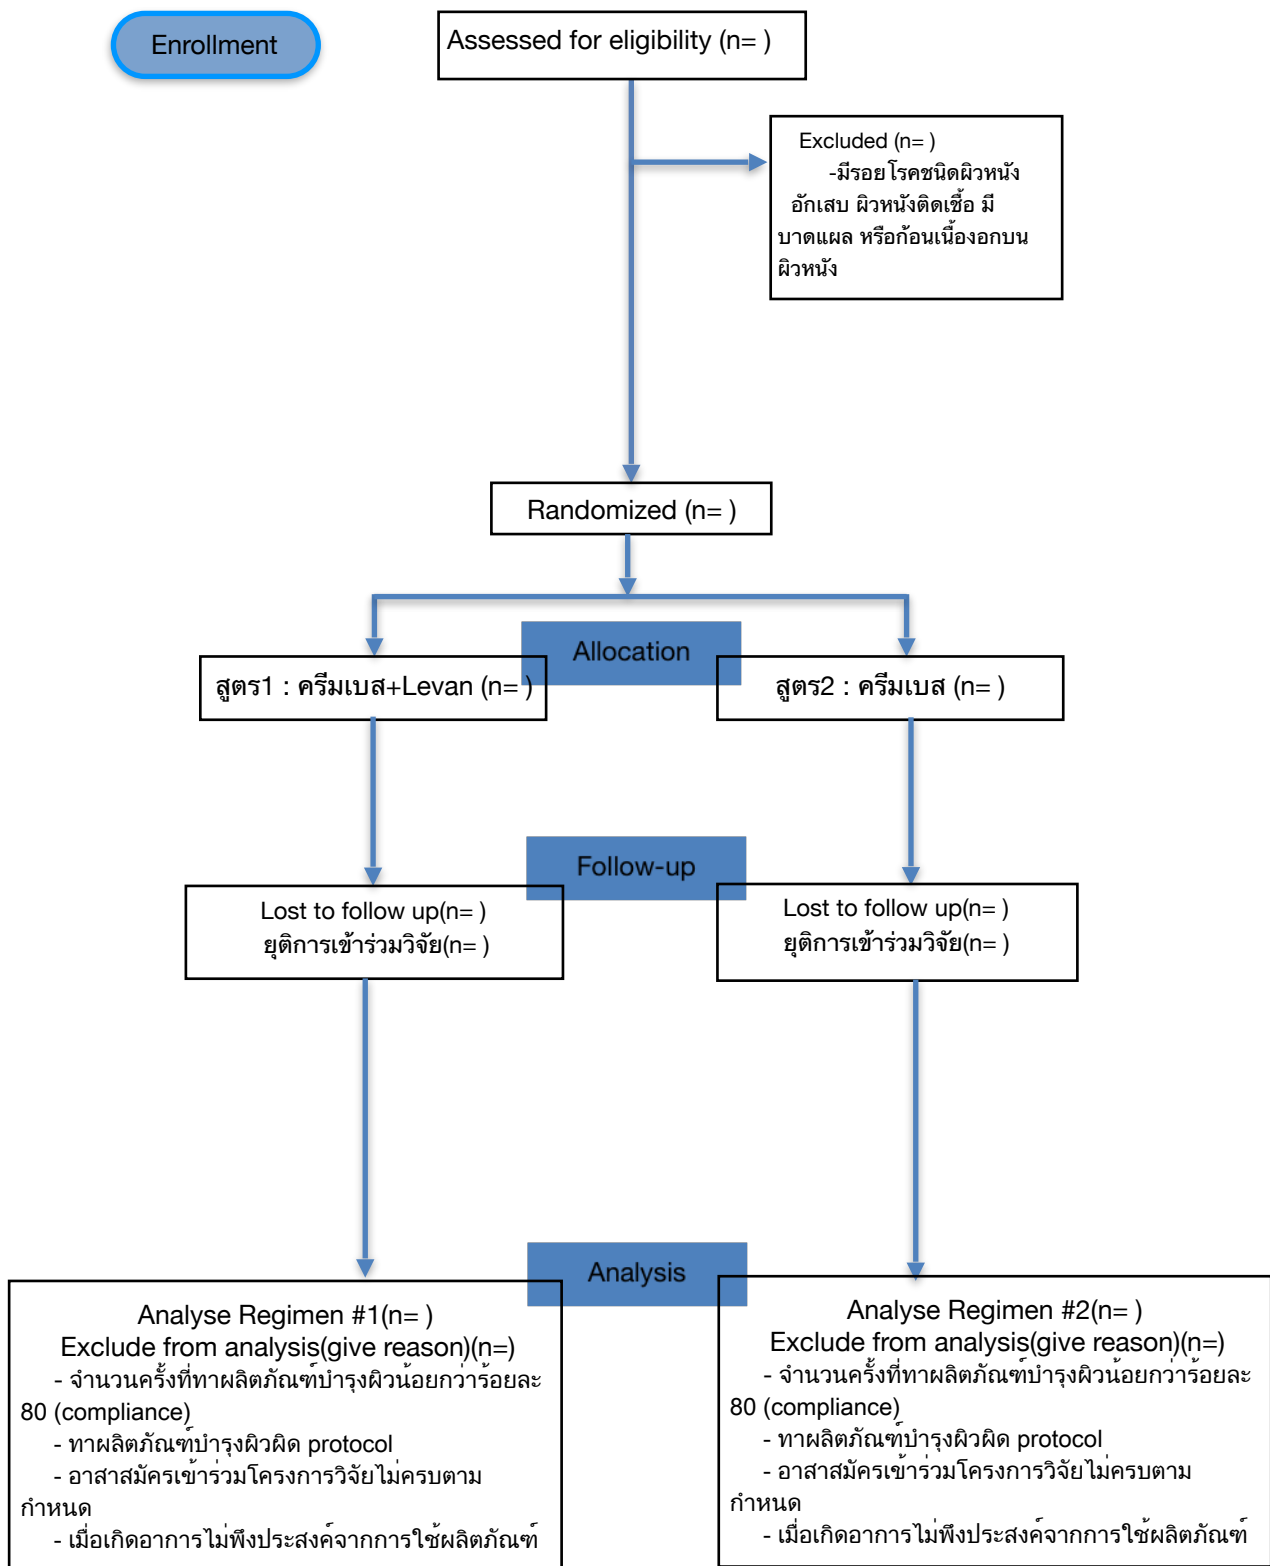 Enrollment
Assessed for eligibility (n= )
Excluded (n= )
-มีรอยโรคชนิดผิวหนัง
อักเสบ ผิวหนังติดเชื้อ มี
บาดแผล หรือก้อนเนื้องอกบน
ผิวหนัง
Randomized (n= )
Allocation
สูตร1 : ครีมเบส+Levan (n= )
สูตร2 : ครีมเบส (n= )
Follow-up
Lost to follow up(n= )
ยุติการเข้าร่วมวิจัย(n= )
Lost to follow up(n= )
ยุติการเข้าร่วมวิจัย(n= )
Analysis
Analyse Regimen #1(n= )
Exclude from analysis(give reason)(n=)
- จำนวนครั้งที่ทาผลิตภัณฑ์บำรุงผิวน้อยกว่าร้อยละ
80 (compliance)
- ทาผลิตภัณฑ์บำรุงผิวผิด protocol
- อาสาสมัครเข้าร่วมโครงการวิจัยไม่ครบตาม
กำหนด
- เมื่อเกิดอาการไม่พึงประสงค์จากการใช้ผลิตภัณฑ์
Analyse Regimen #2(n= )
Exclude from analysis(give reason)(n=)
- จำนวนครั้งที่ทาผลิตภัณฑ์บำรุงผิวน้อยกว่าร้อยละ
80 (compliance)
- ทาผลิตภัณฑ์บำรุงผิวผิด protocol
- อาสาสมัครเข้าร่วมโครงการวิจัยไม่ครบตาม
กำหนด
- เมื่อเกิดอาการไม่พึงประสงค์จากการใช้ผลิตภัณฑ์